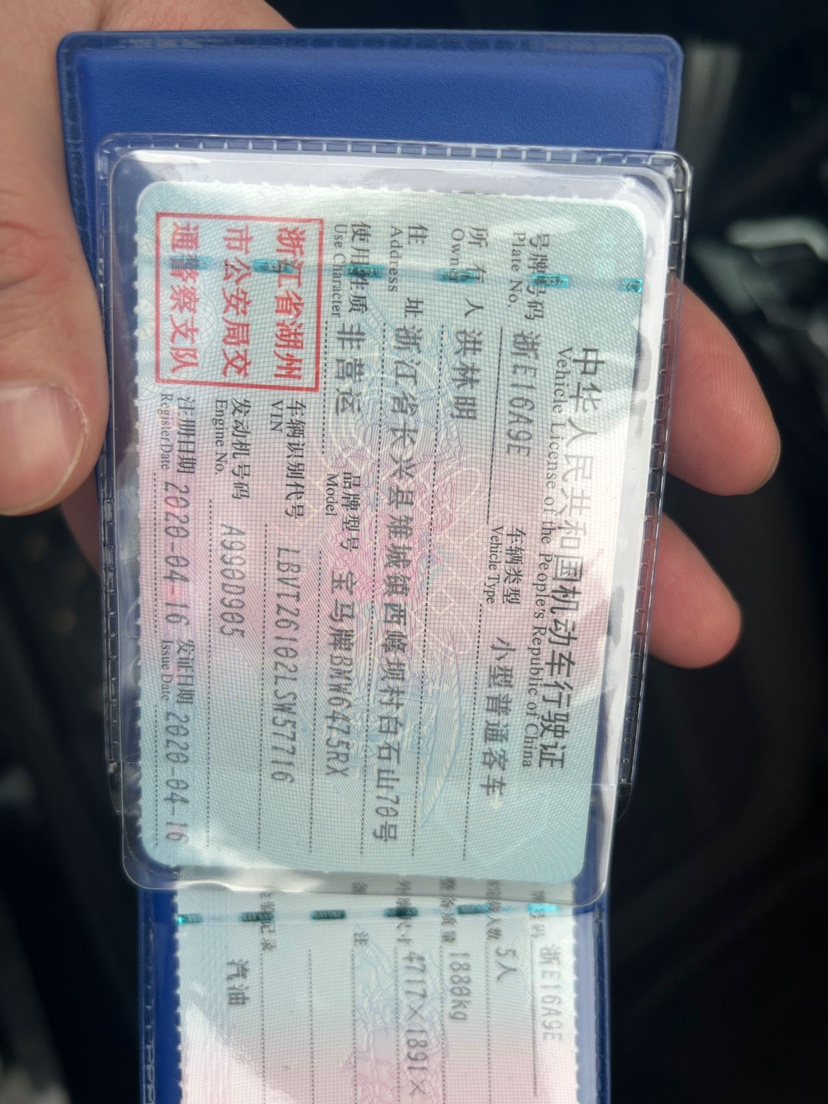 中华人民共和国机动车行驶证
Vehicle License of the People's Republic of China
号牌号码 浙E16A9E 车辆类型 小型普通客车
Plate No. Vehicle Type
所有人 洪林明
Owner
住址 浙江省长兴县雉城镇西峰坝村白石山70号
Address
使用性质 非营运 品牌型号 宝马牌BMW6475RX
Use Character Model
浙江省湖州
市公安局交
通警察支队
车辆识别代号 LBVTZ6102LSW57716
VIN
发动机号码 A990D905
Engine No.
注册日期 2020-04-16 发证日期 2020-04-16
Register Date Issue Date
浙E16A9E
5人
1880kg
4717×1891×
注
汽油